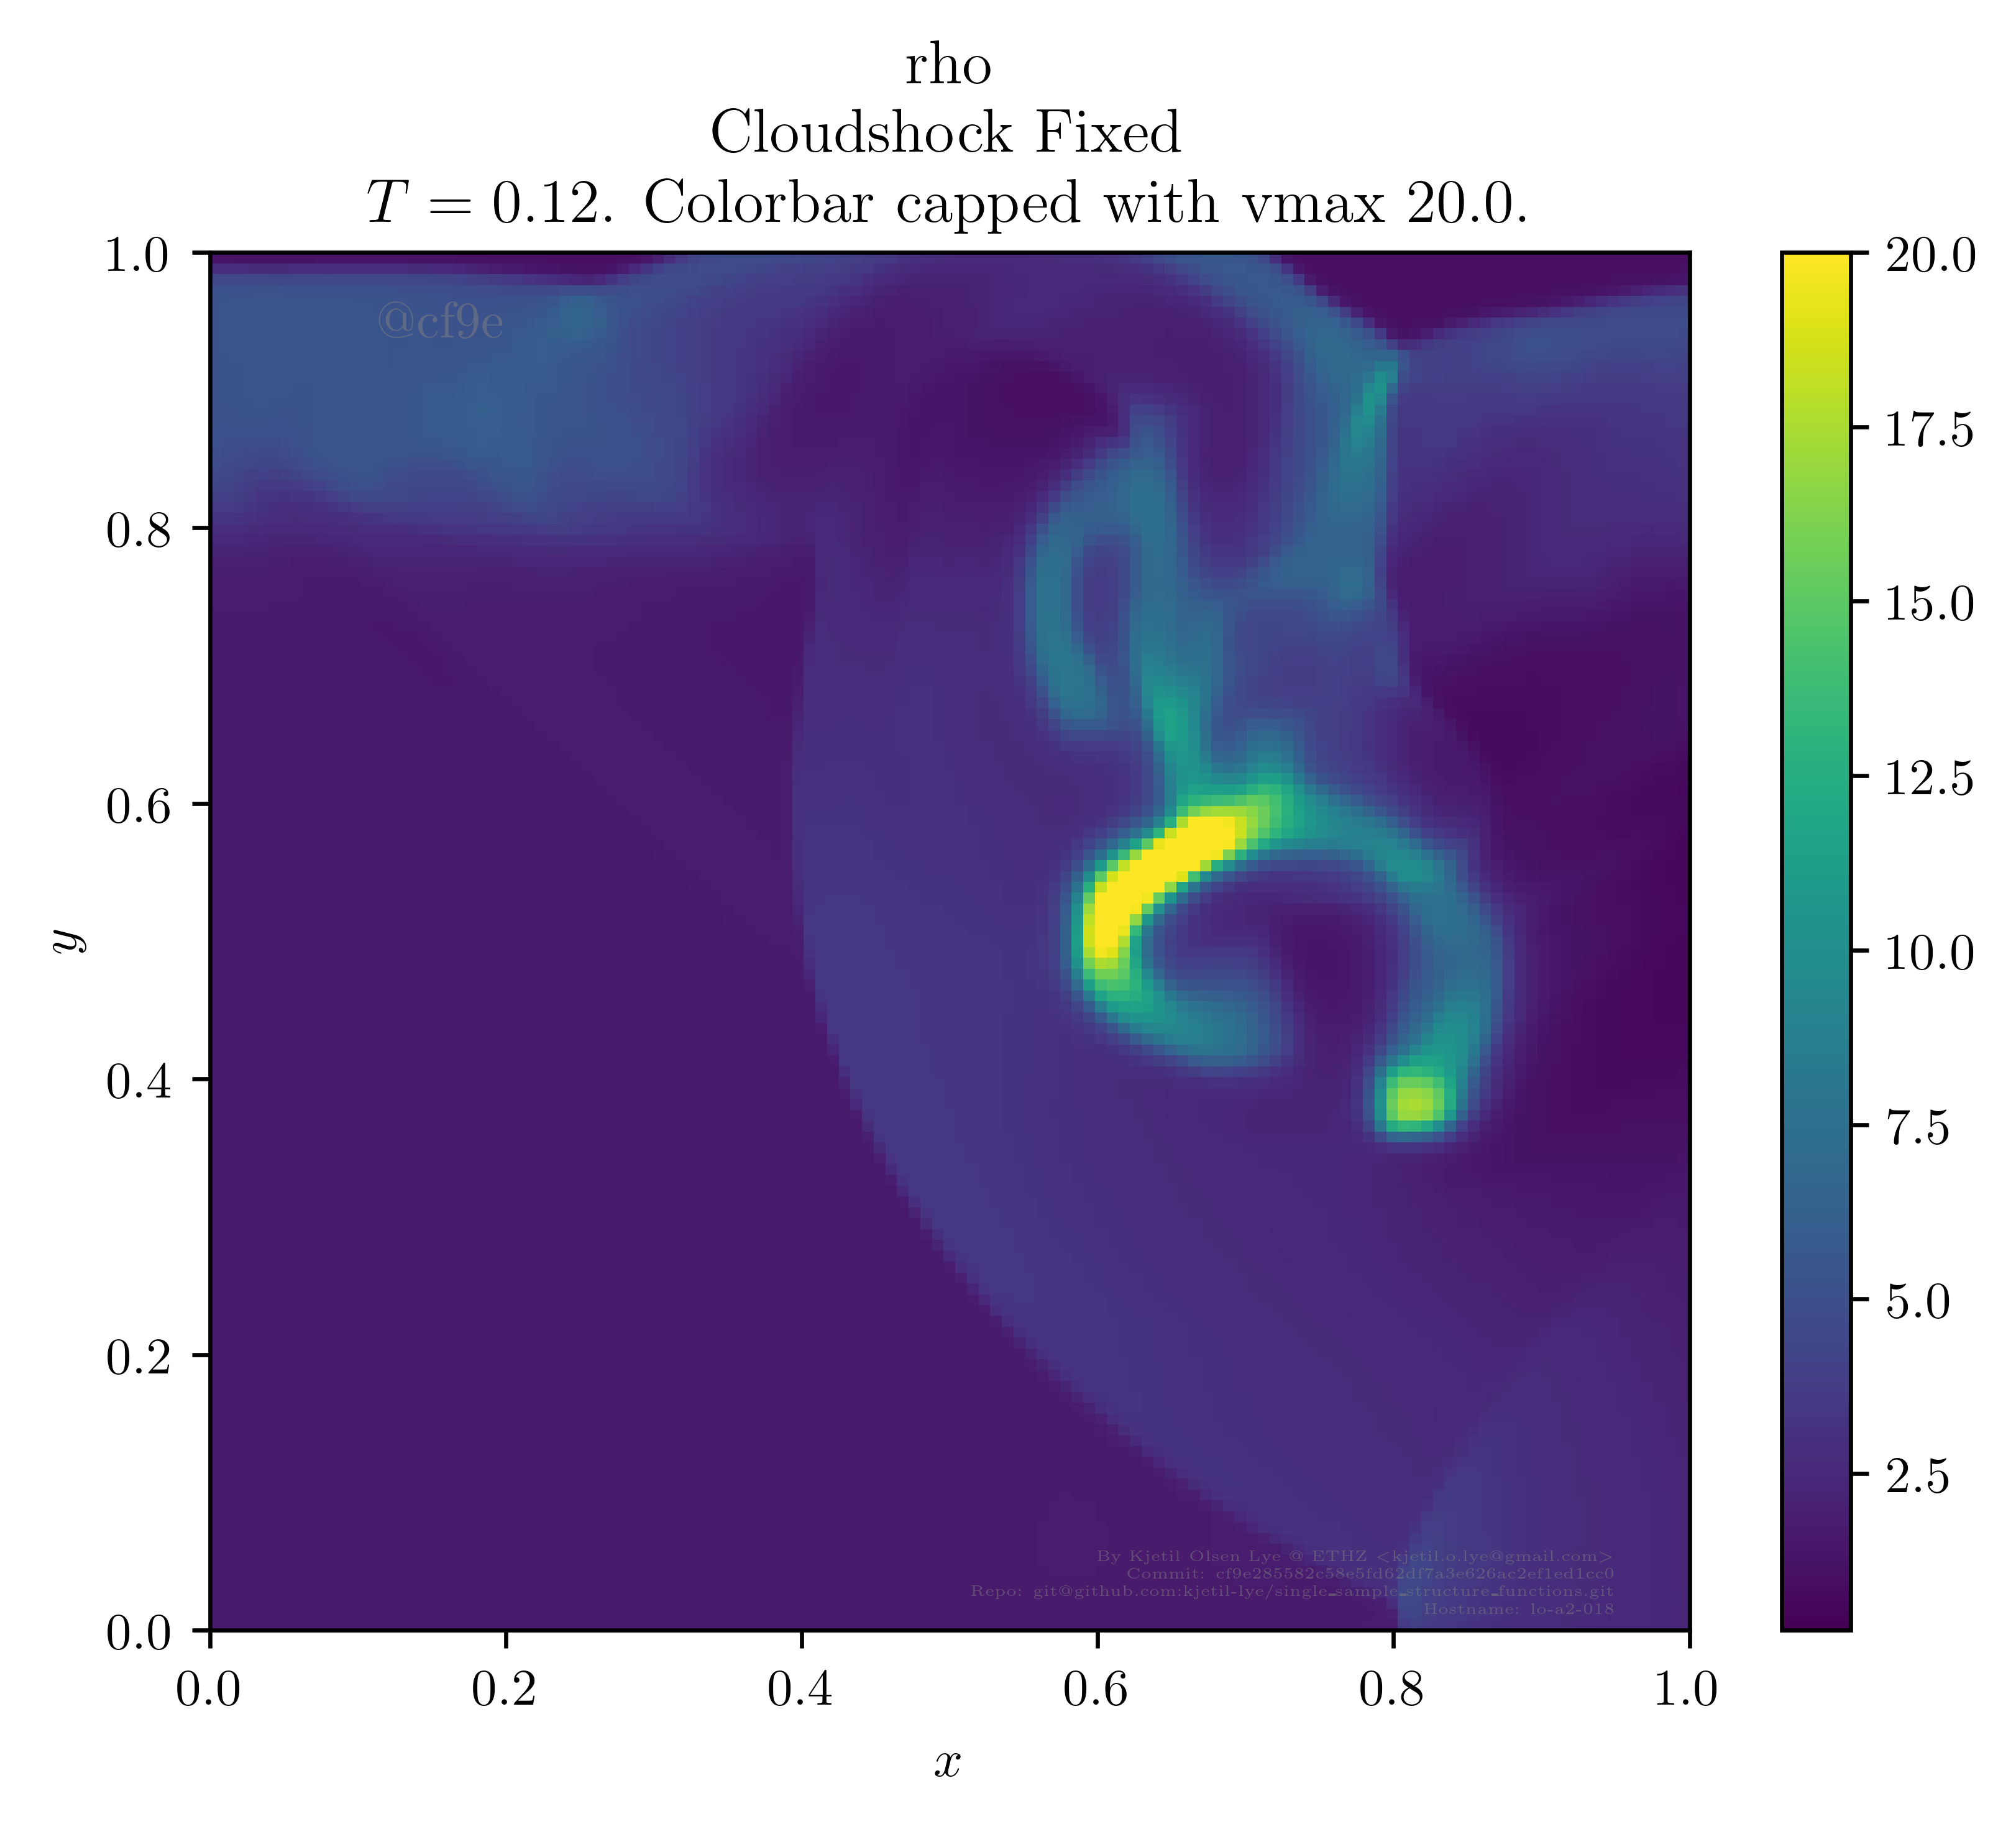 rho
Cloudshock Fixed
T = 0.12. Colorbar capped with vmax 20.0.
@cf9e
1.0
0.8
0.6
0.4
0.2
0.0
y
0.0 0.2 0.4 0.6 0.8 1.0
x
20.0
17.5
15.0
12.5
10.0
7.5
5.0
2.5
By Kjetil Olsen Lye @ ETHZ <kjetil.o.lye@gmail.com>
Commit: cf9e285582c58e5fd62df7a3e626ac2ef1ed1cc0
Repo: git@github.com:kjetil-lye/single_sample_structure_functions.git
Hostname: lo-a2-018